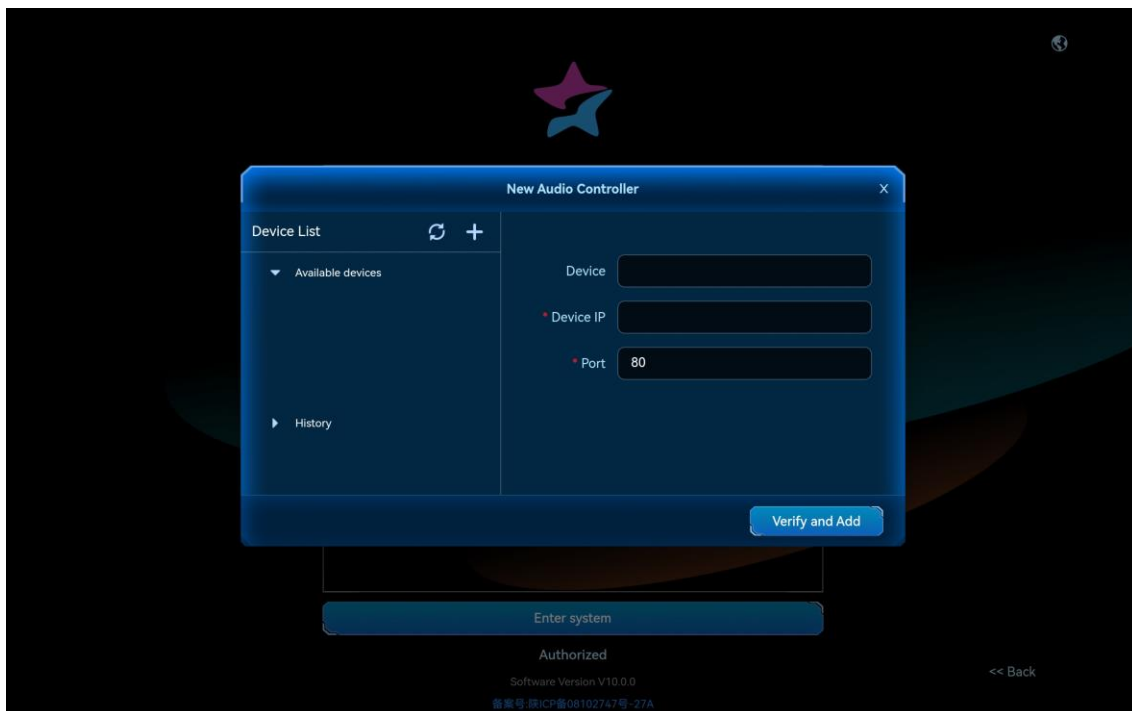 New Audio Controller X
Device List
Available devices
History
Device
* Device IP
* Port 80
Verify and Add
Enter system
Authorized
Software Version V10.0.0
<< Back
备案号:陕ICP备08102747号-27A